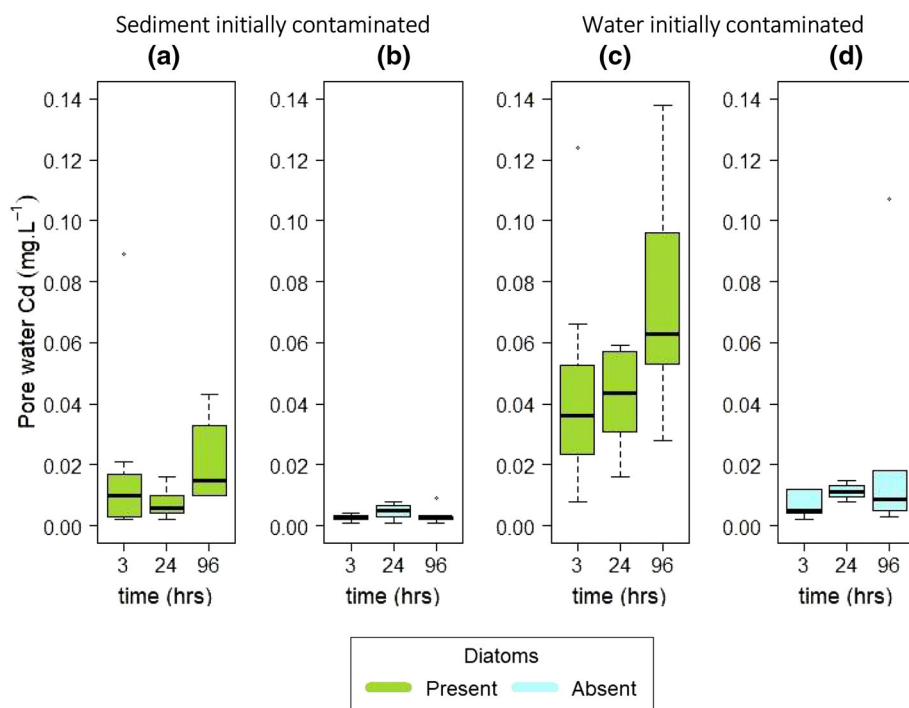 Sediment initially contaminated Water initially contaminated
(a) (b) (c) (d)
Pore water Cd (mg.L⁻¹)
0.14 0.14 0.14 0.14
0.12 0.12 0.12 0.12
0.10 0.10 0.10 0.10
0.08 0.08 0.08 0.08
0.06 0.06 0.06 0.06
0.04 0.04 0.04 0.04
0.02 0.02 0.02 0.02
0.00 0.00 0.00 0.00
3 24 96 3 24 96 3 24 96 3 24 96
time (hrs) time (hrs) time (hrs) time (hrs)
Diatoms
Present Absent